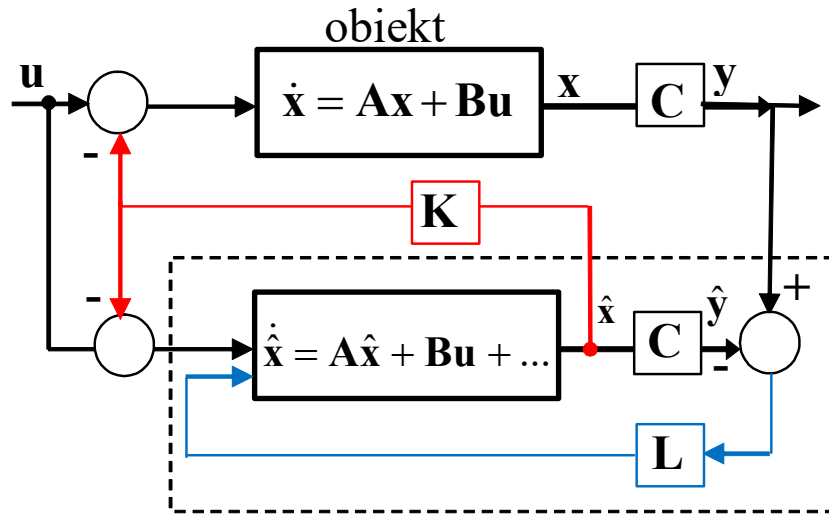 obiekt
u
ẋ = Ax + Bu
x
C
y
-
K
-
+
x̂̇ = Ax̂ + Bu + ...
x̂
C
ŷ
-
L